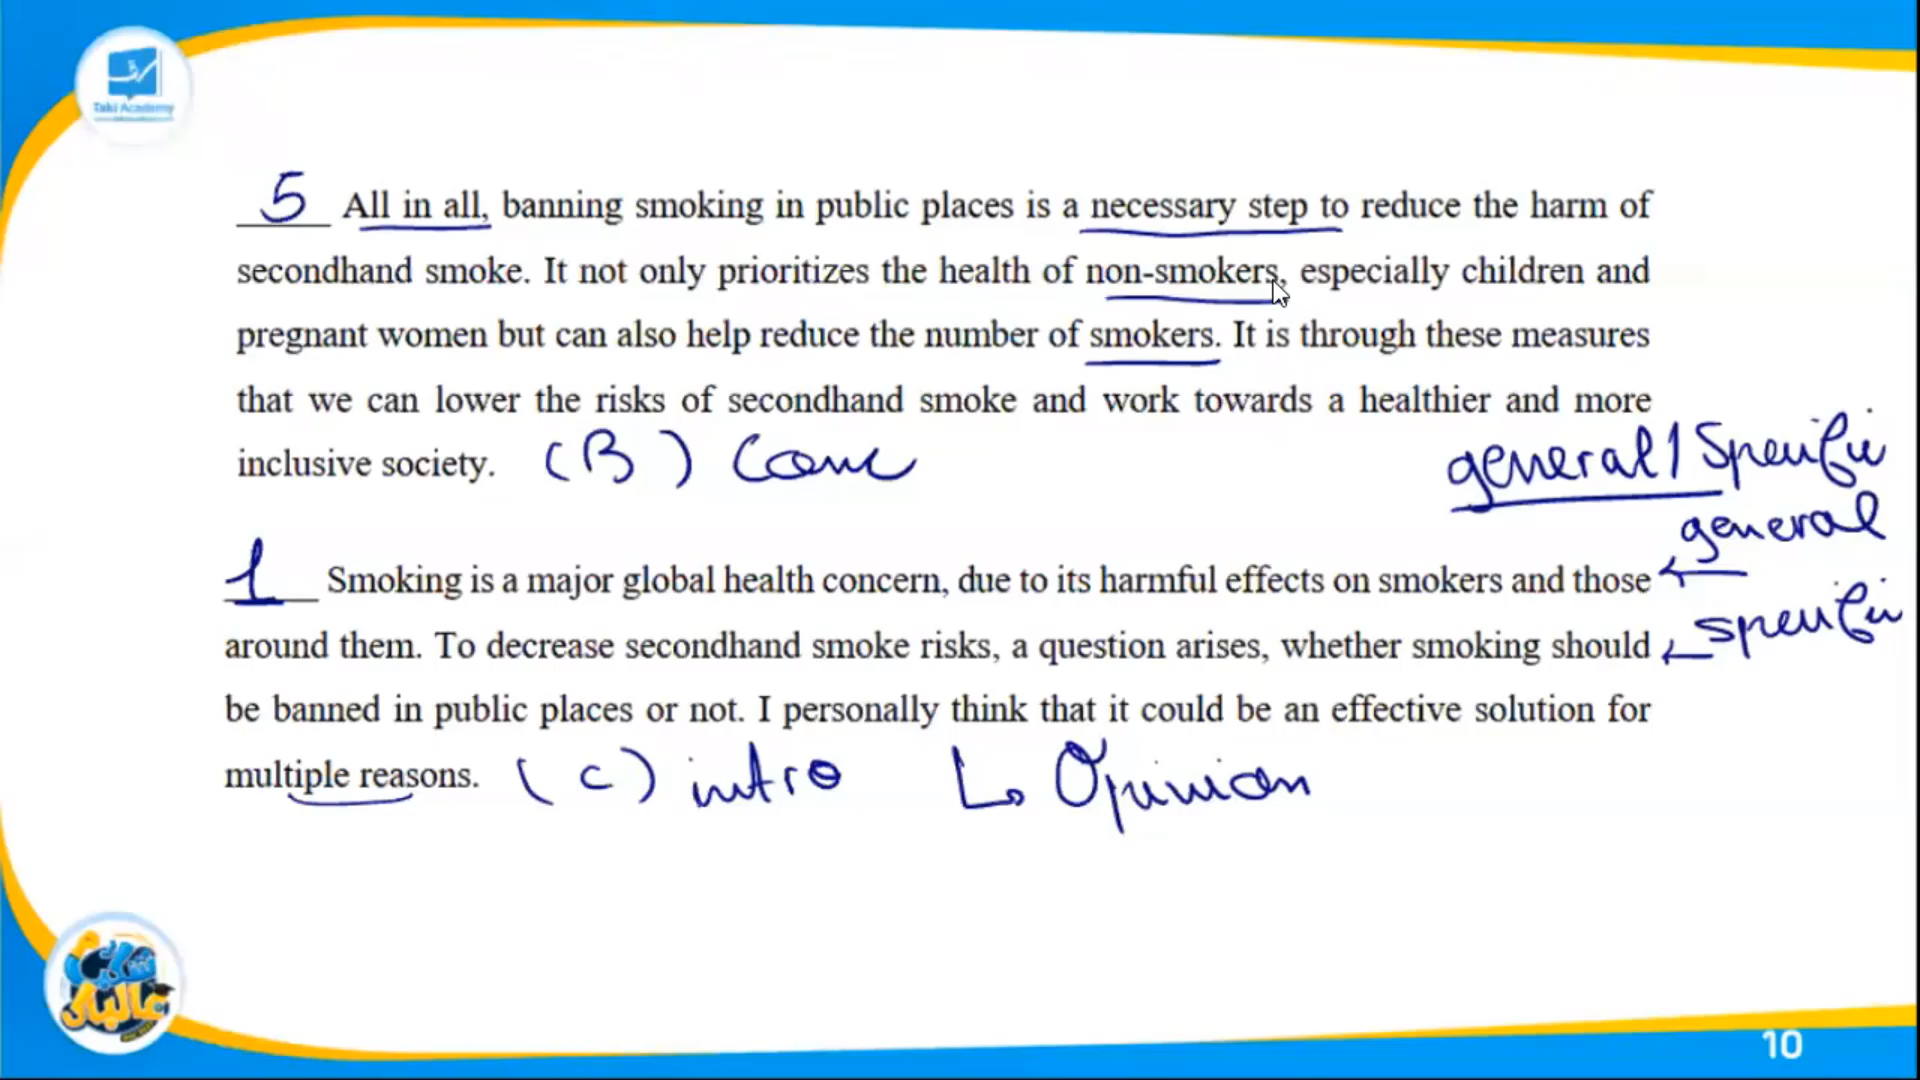 Taki Academy
5 All in all, banning smoking in public places is a necessary step to reduce the harm of
secondhand smoke. It not only prioritizes the health of non-smokers, especially children and
pregnant women but can also help reduce the number of smokers. It is through these measures
that we can lower the risks of secondhand smoke and work towards a healthier and more
inclusive society. (B) Conc
general / Specific
general
1 Smoking is a major global health concern, due to its harmful effects on smokers and those
specific
around them. To decrease secondhand smoke risks, a question arises, whether smoking should
be banned in public places or not. I personally think that it could be an effective solution for
multiple reasons. (C) intro Opinion
10